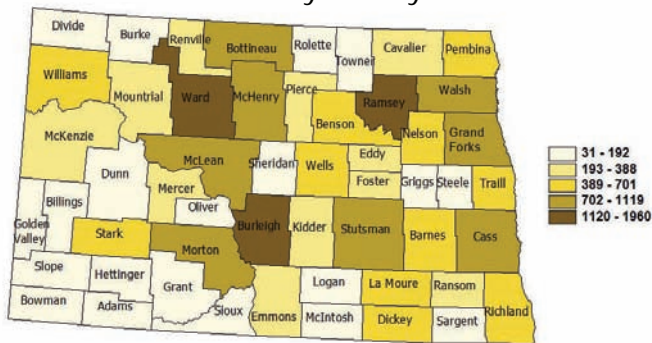 Divide
Burke
Renville
Bottineau
Rolette
Towner
Cavalier
Pembina
Williams
Mountrial
Ward
McHenry
Pierce
Ramsey
Walsh
Benson
Nelson
Grand
Forks
McKenzie
McLean
Sheridan
Wells
Eddy
Foster
Griggs
Steele
Traill
Dunn
Mercer
Oliver
Billings
Golden
Valley
Stark
Morton
Burleigh
Kidder
Stutsman
Barnes
Cass
Slope
Hettinger
Grant
Bowman
Adams
Sioux
Emmons
Logan
McIntosh
La Moure
Dickey
Ransom
Sargent
Richland
31 - 192
193 - 388
389 - 701
702 - 1119
1120 - 1960